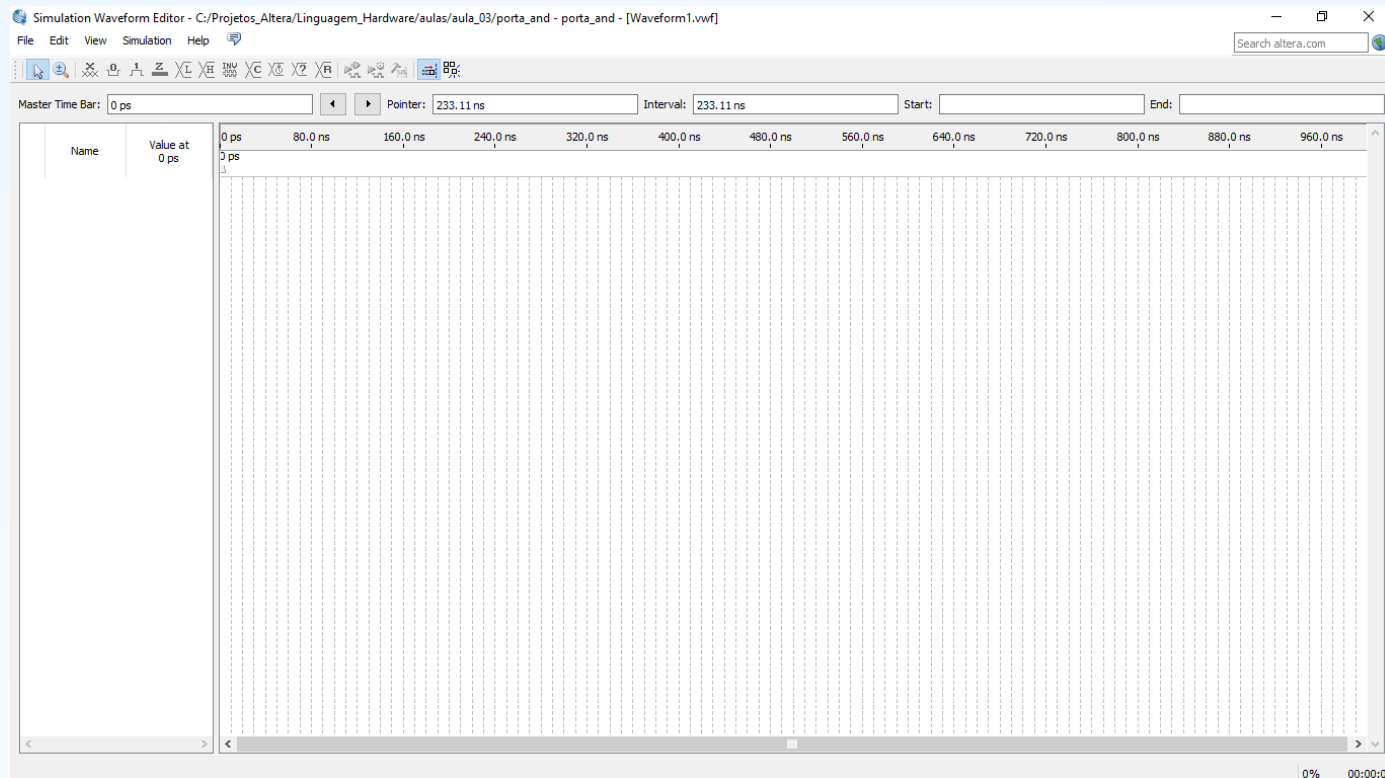 Simulation Waveform Editor - C:/Projetos_Altera/Linguagem_Hardware/aulas/aula_03/porta_and - porta_and - [Waveform1.vwf]
File Edit View Simulation Help
Search altera.com
Master Time Bar: 0 ps Pointer: 233.11 ns Interval: 233.11 ns Start: End:
Name Value at 0 ps
0 ps 80.0 ns 160.0 ns 240.0 ns 320.0 ns 400.0 ns 480.0 ns 560.0 ns 640.0 ns 720.0 ns 800.0 ns 880.0 ns 960.0 ns
0 ps
0% 00:00:0